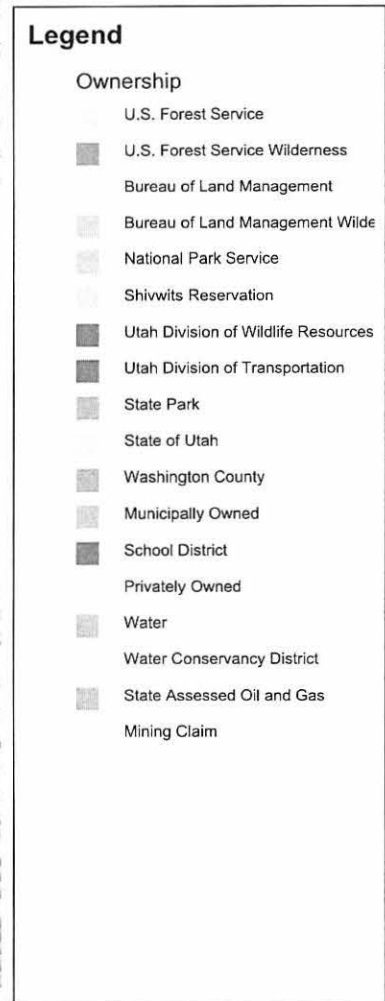 Legend
Ownership
U.S. Forest Service
U.S. Forest Service Wilderness
Bureau of Land Management
Bureau of Land Management Wilde
National Park Service
Shivwits Reservation
Utah Division of Wildlife Resources
Utah Division of Transportation
State Park
State of Utah
Washington County
Municipally Owned
School District
Privately Owned
Water
Water Conservancy District
State Assessed Oil and Gas
Mining Claim